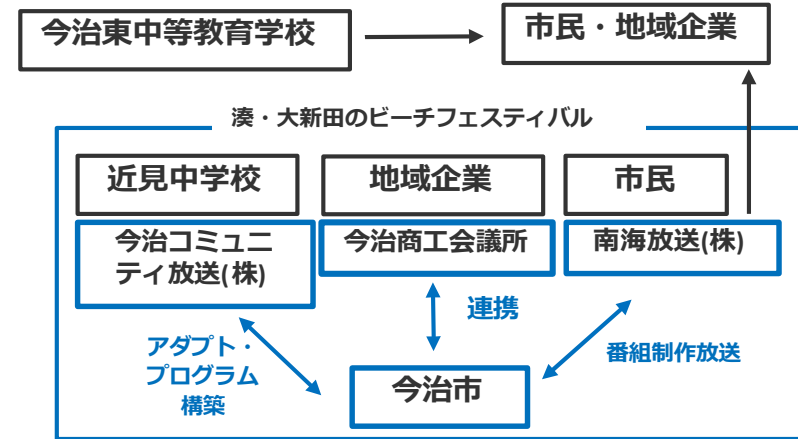 今治東中等教育学校
市民・地域企業
湊・大新田のビーチフェスティバル
近見中学校
地域企業
市民
今治コミュニ
ティ放送(株)
今治商工会議所
南海放送(株)
連携
アダプト・
プログラム
構築
番組制作放送
今治市